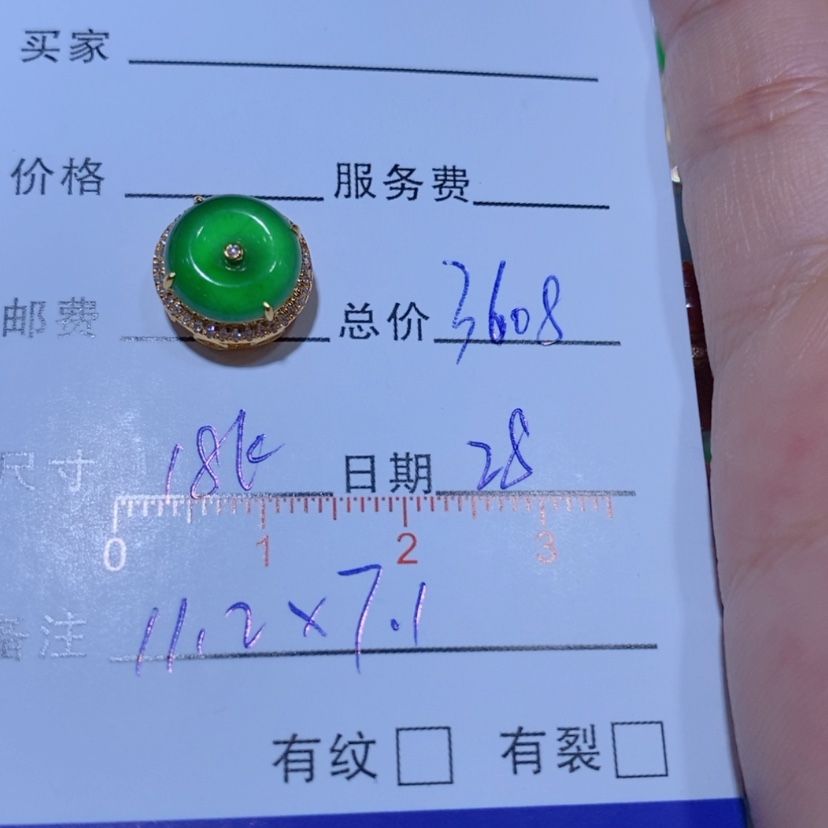 买家
价格 服务费
邮费 总价 3608
尺寸 18k 日期 28
0 1 2 3
备注 11.2×7.1
有纹 有裂